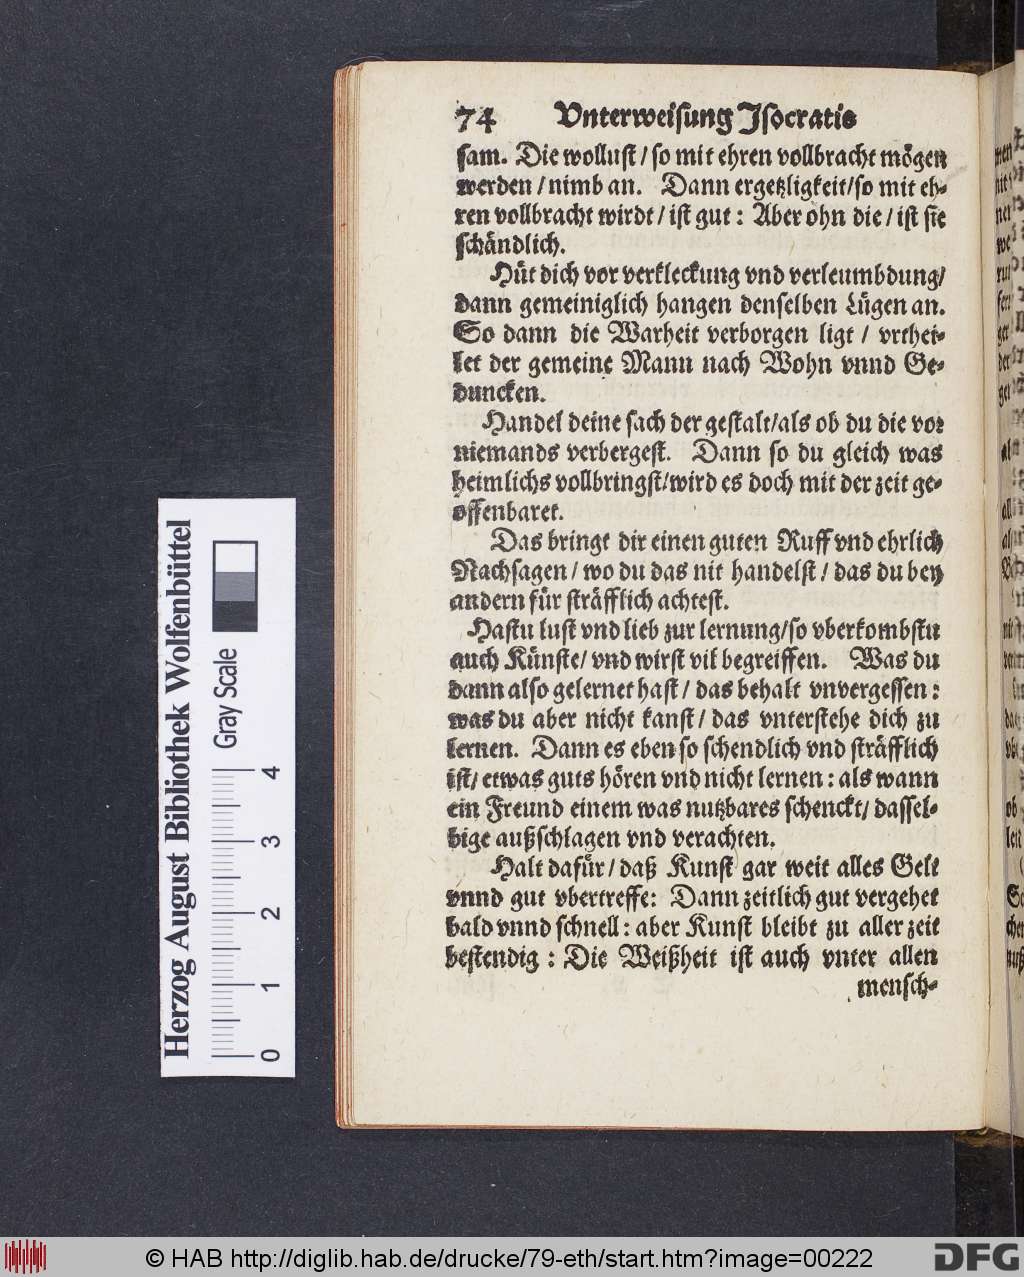 74 Vnterweisung Isocratis
sam. Die wollust / so mit ehren vollbracht mögen
werden / nimb an. Dann ergetzligkeit / so mit eh-
ren vollbracht wirdt / ist gut : Aber ohn die / ist sie
schändlich.
Hüt dich vor verkleckung vnd verleumbdung /
dann gemeiniglich hangen denselben Lügen an.
So dann die Warheit verborgen ligt / vrthei-
let der gemeine Mann nach Wohn vnnd Ge-
duncken.
Handel deine sach der gestalt / als ob du die vor
niemands verbergest. Dann so du gleich was
heimlichs vollbringst / wird es doch mit der zeit ge-
offenbaret.
Das bringt dir einen guten Ruff vnd ehrlich
Nachsagen / wo du das nit handelst / das du bey
andern für sträfflich achtest.
Hastu lust vnd lieb zur lernung / so vberkombstu
auch Künste / vnd wirst vil begreiffen. Was du
dann also gelernet hast / das behalt vnvergessen :
was du aber nicht kanst / das vnterstehe dich zu
lernen. Dann es eben so schendlich vnd sträfflich
ist / etwas guts hören vnd nicht lernen : als wann
ein Freund einem was nutzbares schenckt / dassel-
bige außschlagen vnd verachten.
Halt dafür / daß Kunst gar weit alles Gelt
vnnd gut vbertreffe : Dann zeitlich gut vergehet
bald vnnd schnell : aber Kunst bleibt zu aller zeit
bestendig : Die Weißheit ist auch vnter allen
mensch-
Herzog August Bibliothek Wolfenbüttel
Gray Scale
0 1 2 3 4
© HAB http://diglib.hab.de/drucke/79-eth/start.htm?image=00222
DFG